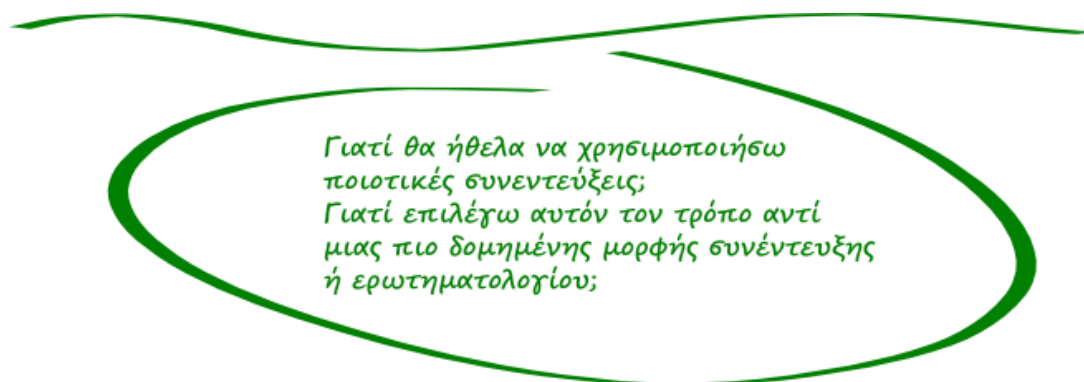 Γιατί θα ήθελα να χρησιμοποιήσω
ποιοτικές συνεντεύξεις;
Γιατί επιλέγω αυτόν τον τρόπο αντί
μιας πιο δομημένης μορφής συνέντευξης
ή ερωτηματολογίου;